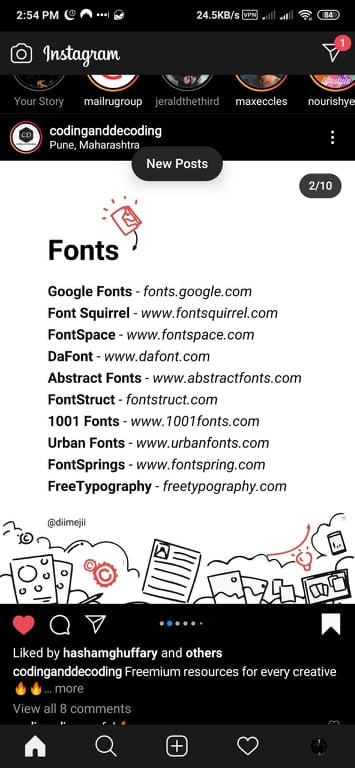 2:54 PM
24.5KB/s VPN 84
Instagram
1
Your Story mailrugroup jeraldthethird maxeccles nourishye
codinganddecoding
Pune, Maharashtra
New Posts
2/10
Fonts
Google Fonts - fonts.google.com
Font Squirrel - www.fontsquirrel.com
FontSpace - www.fontspace.com
DaFont - www.dafont.com
Abstract Fonts - www.abstractfonts.com
FontStruct - fontstruct.com
1001 Fonts - www.1001fonts.com
Urban Fonts - www.urbanfonts.com
FontSprings - www.fontspring.com
FreeTypography - freetypography.com
@diimejii
Liked by hashamghuffary and others
codinganddecoding Freemium resources for every creative
🔥🔥... more
View all 8 comments